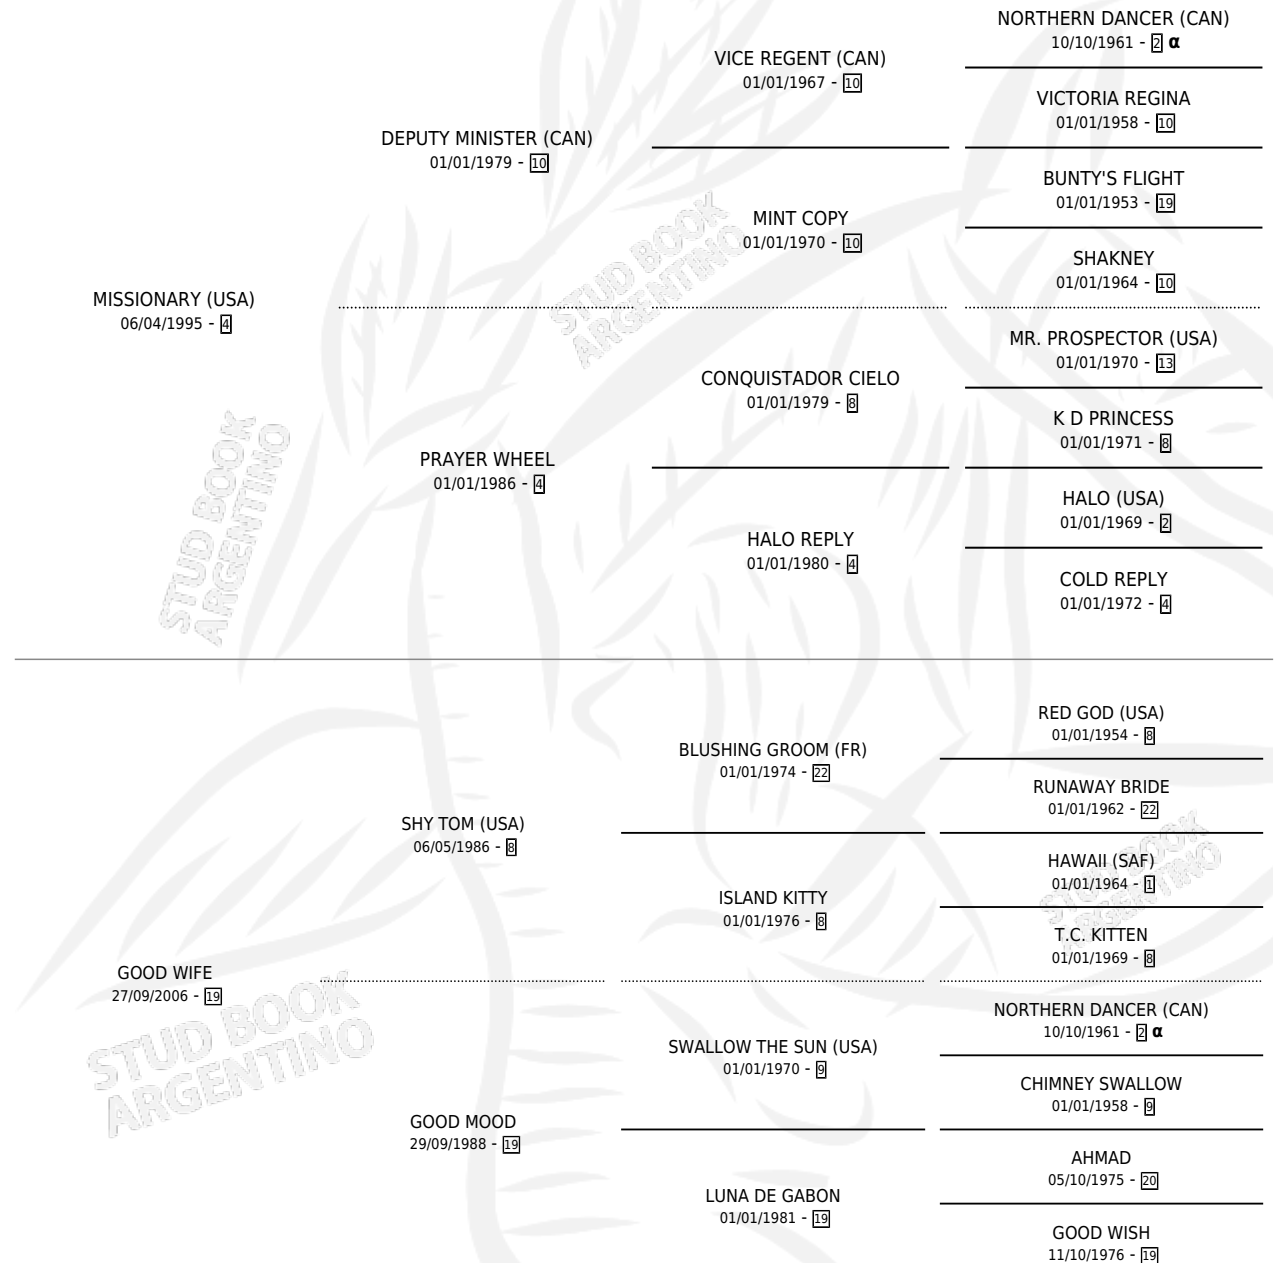 NORTHERN DANCER (CAN)
10/10/1961 - 2 α
VICE REGENT (CAN)
01/01/1967 - 10
VICTORIA REGINA
01/01/1958 - 10
DEPUTY MINISTER (CAN)
01/01/1979 - 10
BUNTY'S FLIGHT
01/01/1953 - 19
MINT COPY
01/01/1970 - 10
SHAKNEY
01/01/1964 - 10
MISSIONARY (USA)
06/04/1995 - 4
MR. PROSPECTOR (USA)
01/01/1970 - 13
CONQUISTADOR CIELO
01/01/1979 - 8
K D PRINCESS
01/01/1971 - 8
PRAYER WHEEL
01/01/1986 - 4
HALO (USA)
01/01/1969 - 2
HALO REPLY
01/01/1980 - 4
COLD REPLY
01/01/1972 - 4
RED GOD (USA)
01/01/1954 - 8
BLUSHING GROOM (FR)
01/01/1974 - 22
RUNAWAY BRIDE
01/01/1962 - 22
SHY TOM (USA)
06/05/1986 - 8
HAWAII (SAF)
01/01/1964 - 1
ISLAND KITTY
01/01/1976 - 8
T.C. KITTEN
01/01/1969 - 8
GOOD WIFE
27/09/2006 - 19
NORTHERN DANCER (CAN)
10/10/1961 - 2 α
SWALLOW THE SUN (USA)
01/01/1970 - 9
CHIMNEY SWALLOW
01/01/1958 - 9
GOOD MOOD
29/09/1988 - 19
AHMAD
05/10/1975 - 20
LUNA DE GABON
01/01/1981 - 19
GOOD WISH
11/10/1976 - 19
STUD BOOK
ARGENTINO
STUD BOOK
ARGENTINO
STUD BOOK
ARGENTINO
STUD BOOK
ARGENTINO